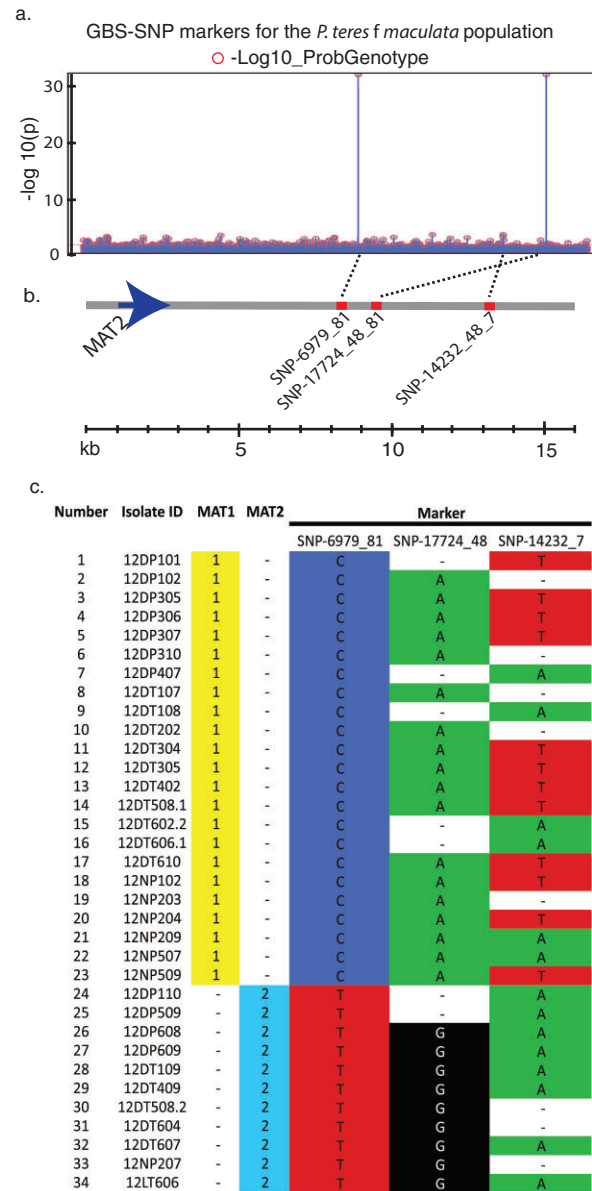 a.
GBS-SNP markers for the P. teres f maculata population
-Log10_ProbGenotype
-log 10(p)
30
20
10
0
b.
MAT2
SNP-6979_81
SNP-17724_48_81
SNP-14232_48_7
kb 5 10 15
c.
Number Isolate ID MAT1 MAT2 Marker
SNP-6979_81 SNP-17724_48 SNP-14232_7
1 12DP101 1 - C - T
2 12DP102 1 - C A -
3 12DP305 1 - C A T
4 12DP306 1 - C A T
5 12DP307 1 - C A T
6 12DP310 1 - C A -
7 12DP407 1 - C - A
8 12DT107 1 - C A -
9 12DT108 1 - C - A
10 12DT202 1 - C A -
11 12DT304 1 - C A T
12 12DT305 1 - C A T
13 12DT402 1 - C A T
14 12DT508.1 1 - C A T
15 12DT602.2 1 - C - A
16 12DT606.1 1 - C - A
17 12DT610 1 - C A T
18 12NP102 1 - C A T
19 12NP203 1 - C A -
20 12NP204 1 - C A T
21 12NP209 1 - C A A
22 12NP507 1 - C A A
23 12NP509 1 - C A T
24 12DP110 - 2 T - A
25 12DP509 - 2 T - A
26 12DP608 - 2 T G A
27 12DP609 - 2 T G A
28 12DT109 - 2 T G A
29 12DT409 - 2 T G A
30 12DT508.2 - 2 T G -
31 12DT604 - 2 T G -
32 12DT607 - 2 T G A
33 12NP207 - 2 T G -
34 12LT606 - 2 T G A